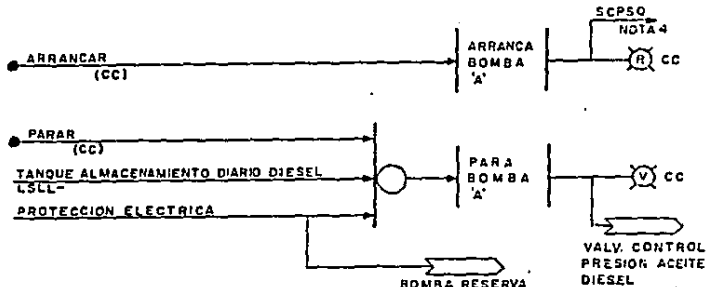 SCPSQ
NOTA 4
ARRANCAR
(CC)
ARRANCA
BOMBA
'A'
R CC
PARAR
(CC)
TANQUE ALMACENAMIENTO DIARIO DIESEL
LSLL-
PROTECCION ELECTRICA
PARA
BOMBA
'A'
V CC
BOMBA RESERVA
VALV. CONTROL
PRESION ACEITE
DIESEL